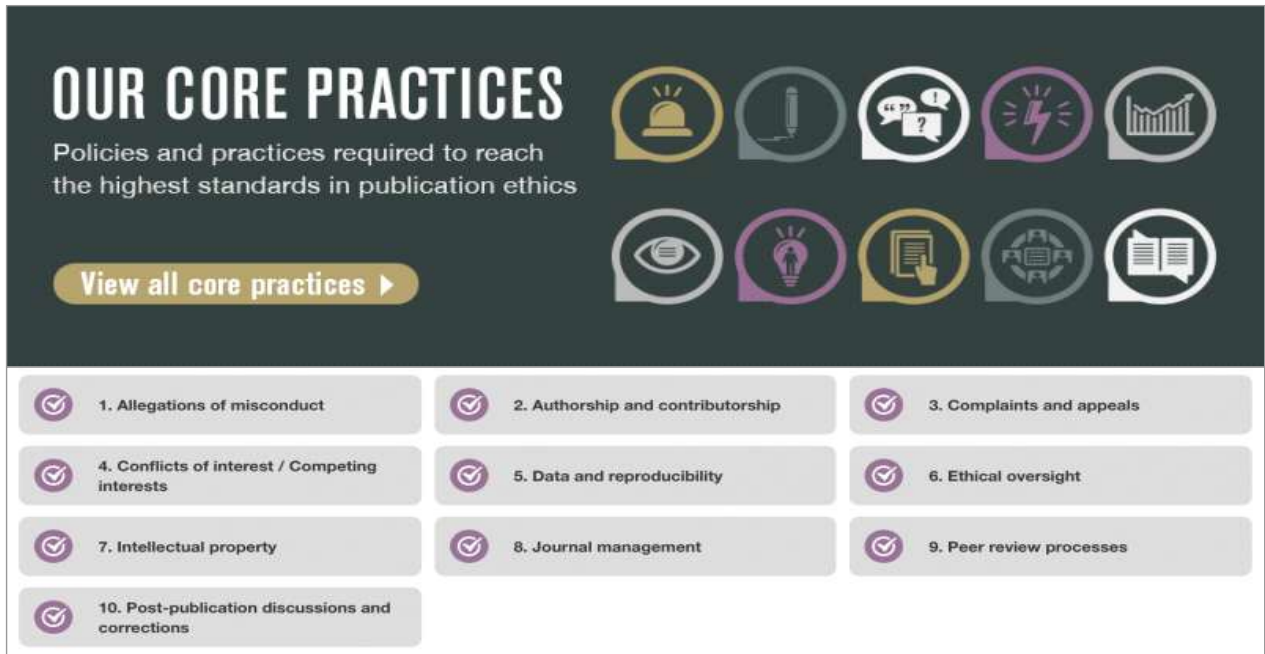 OUR CORE PRACTICES
Policies and practices required to reach
the highest standards in publication ethics
View all core practices
1. Allegations of misconduct
2. Authorship and contributorship
3. Complaints and appeals
4. Conflicts of interest / Competing
interests
5. Data and reproducibility
6. Ethical oversight
7. Intellectual property
8. Journal management
9. Peer review processes
10. Post-publication discussions and
corrections